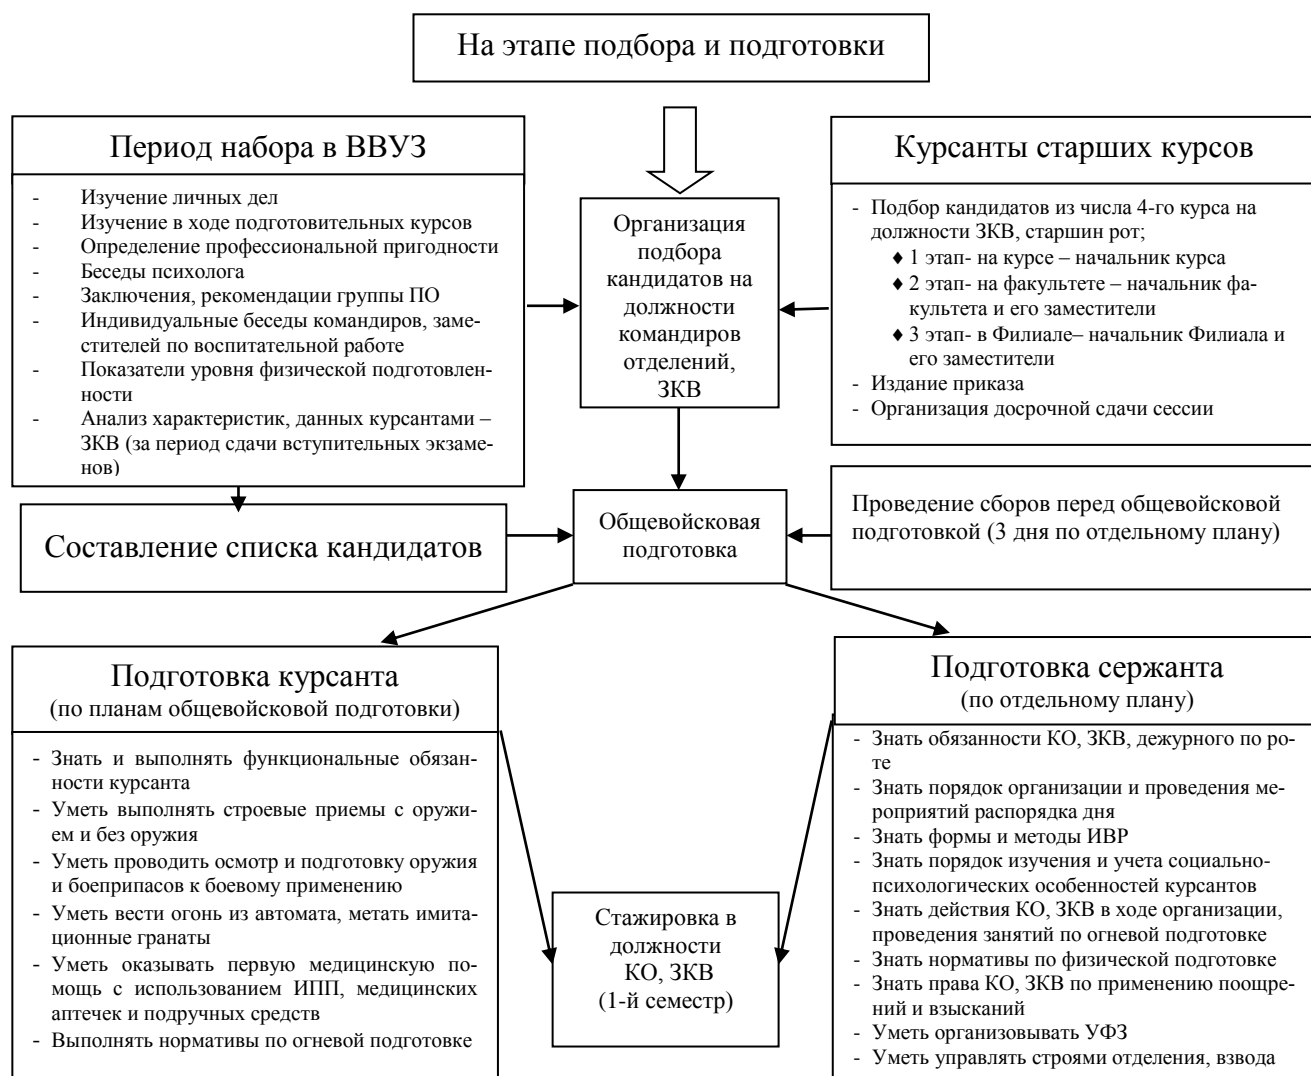 На этапе подбора и подготовки
Период набора в ВВУЗ
- Изучение личных дел
- Изучение в ходе подготовительных курсов
- Определение профессиональной пригодности
- Беседы психолога
- Заключения, рекомендации группы ПО
- Индивидуальные беседы командиров, заме-
стителей по воспитательной работе
- Показатели уровня физической подготовлен-
ности
- Анализ характеристик, данных курсантами –
ЗКВ (за период сдачи вступительных экзаме-
нов)
Организация
подбора
кандидатов на
должности
командиров
отделений,
ЗКВ
Курсанты старших курсов
- Подбор кандидатов из числа 4-го курса на
должности ЗКВ, старшин рот;
♦ 1 этап- на курсе – начальник курса
♦ 2 этап- на факультете – начальник фа-
культета и его заместители
♦ 3 этап- в Филиале– начальник Филиала и
его заместители
- Издание приказа
- Организация досрочной сдачи сессии
Составление списка кандидатов
Общевойсковая
подготовка
Проведение сборов перед общевойсковой
подготовкой (3 дня по отдельному плану)
Подготовка курсанта
(по планам общевойсковой подготовки)
- Знать и выполнять функциональные обязан-
ности курсанта
- Уметь выполнять строевые приемы с оружи-
ем и без оружия
- Уметь проводить осмотр и подготовку оружия
и боеприпасов к боевому применению
- Уметь вести огонь из автомата, метать имита-
ционные гранаты
- Уметь оказывать первую медицинскую по-
мощь с использованием ИПП, медицинских
аптечек и подручных средств
- Выполнять нормативы по огневой подготовке
Стажировка в
должности
КО, ЗКВ
(1-й семестр)
Подготовка сержанта
(по отдельному плану)
- Знать обязанности КО, ЗКВ, дежурного по ро-
те
- Знать порядок организации и проведения ме-
роприятий распорядка дня
- Знать формы и методы ИВР
- Знать порядок изучения и учета социально-
психологических особенностей курсантов
- Знать действия КО, ЗКВ в ходе организации,
проведения занятий по огневой подготовке
- Знать нормативы по физической подготовке
- Знать права КО, ЗКВ по применению поощре-
ний и взысканий
- Уметь организовывать УФЗ
- Уметь управлять строями отделения, взвода